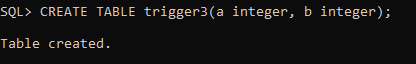 SQL> CREATE TABLE trigger3(a integer, b integer);
Table created.